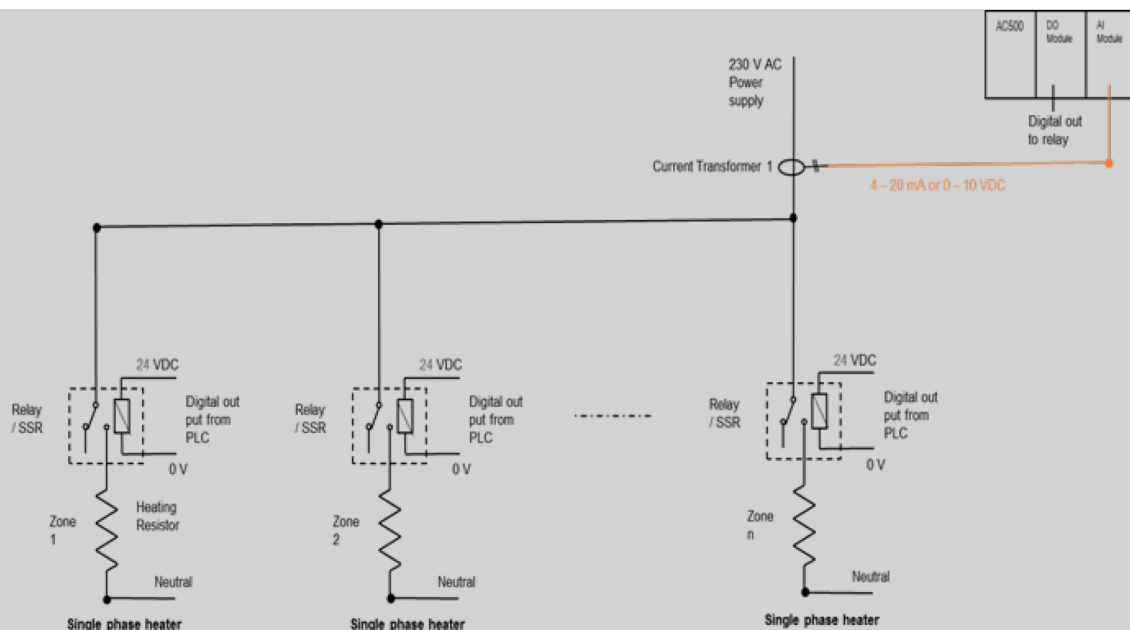 AC500
DO
Module
AI
Module
230 V AC
Power
supply
Digital out
to relay
Current Transformer 1
4 – 20 mA or 0 – 10 VDC
24 VDC
Relay
/ SSR
Digital out
put from
PLC
0 V
Zone
1
Heating
Resistor
Neutral
Single phase heater
24 VDC
Relay
/ SSR
Digital out
put from
PLC
0 V
Zone
2
Neutral
Single phase heater
24 VDC
Relay
/ SSR
Digital out
put from
PLC
0 V
Zone
n
Neutral
Single phase heater